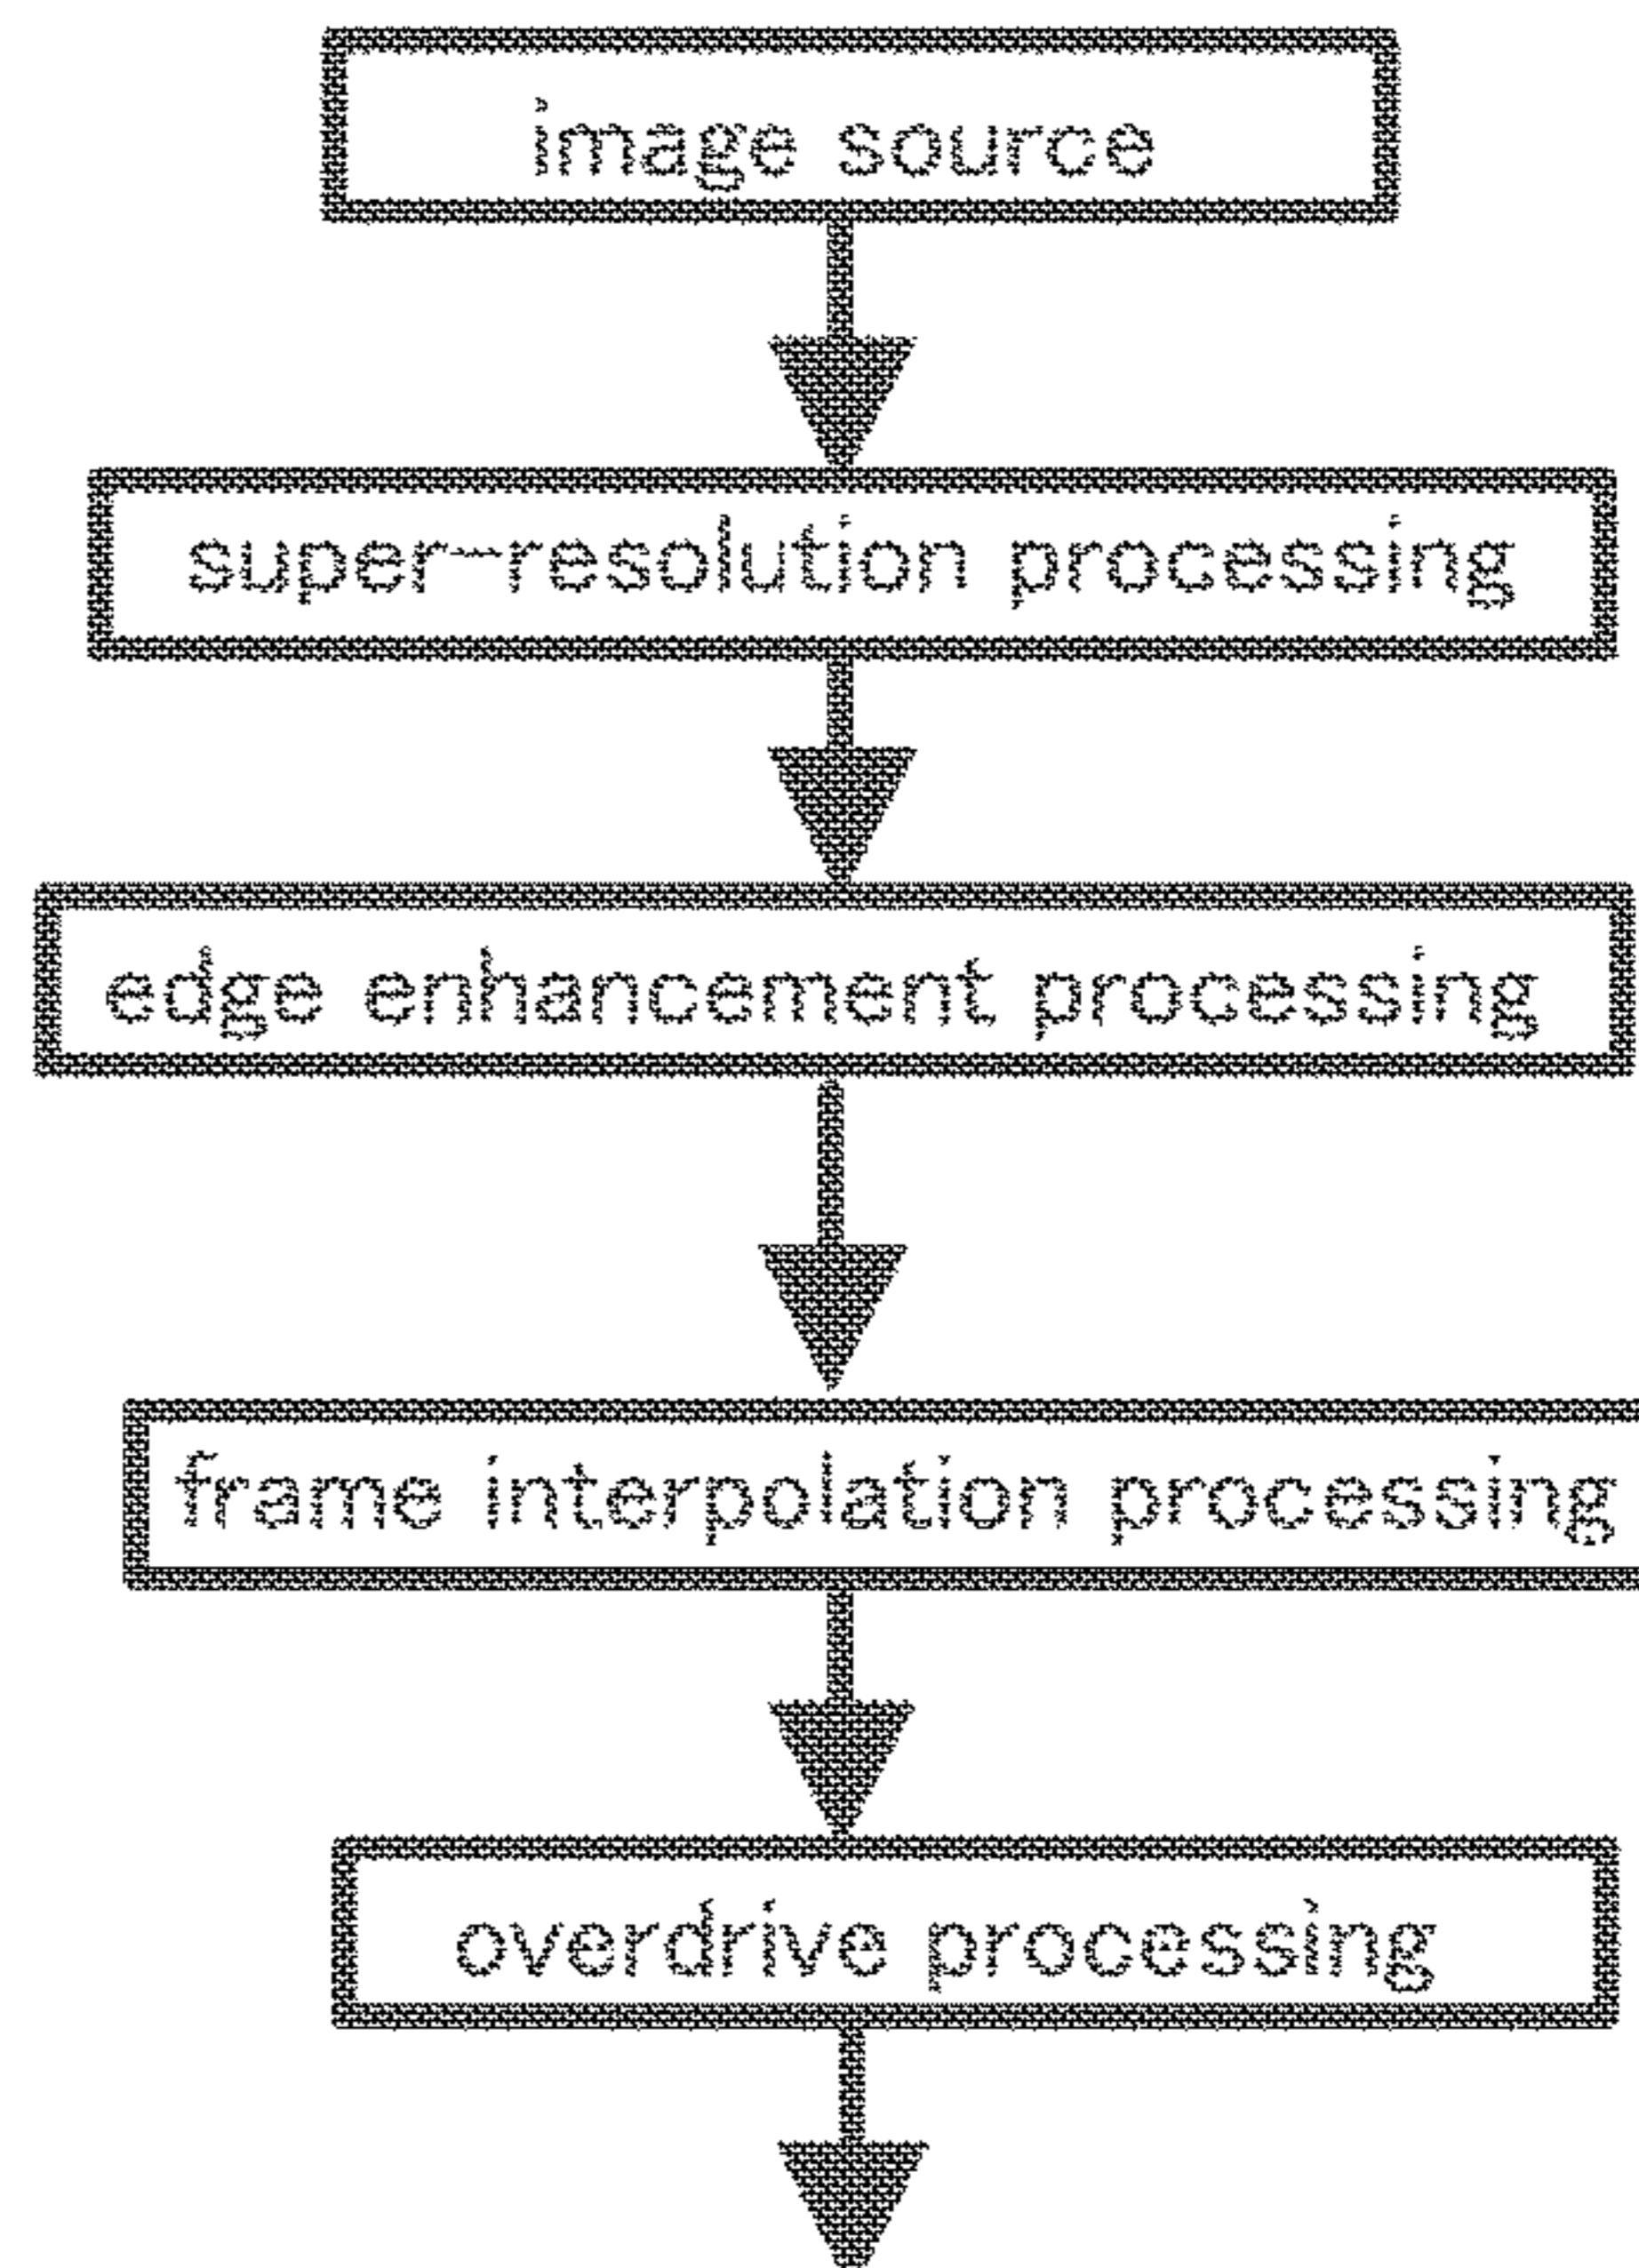 image source
super-resolution processing
edge enhancement processing
frame interpolation processing
overdrive processing